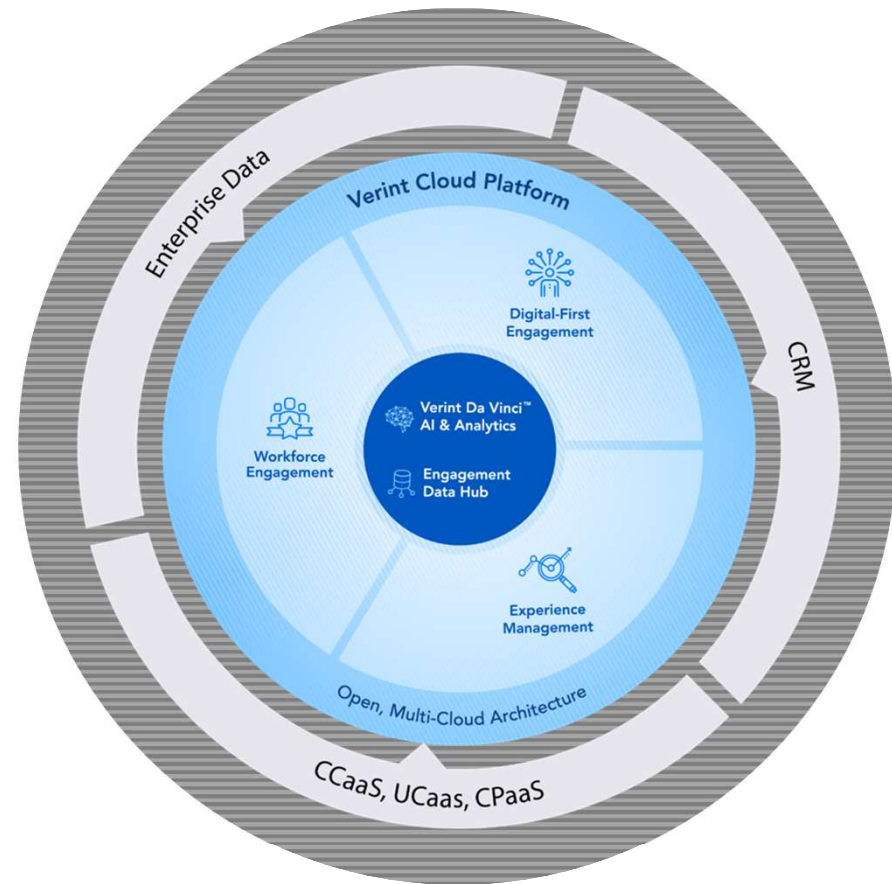 Enterprise Data
CRM
Verint Cloud Platform
Digital-First
Engagement
Workforce
Engagement
Verint Da Vinci™
AI & Analytics
Engagement
Data Hub
Experience
Management
Open, Multi-Cloud Architecture
CCaaS, UCaas, CPaaS